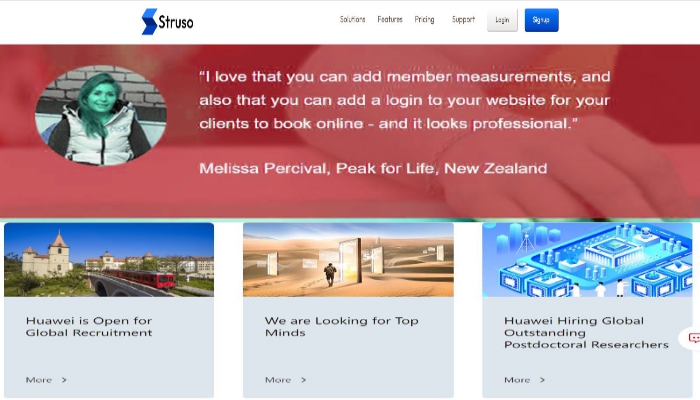 Struso
Solutions Features Pricing Support Login Signup
“I love that you can add member measurements, and
also that you can add a login to your website for your
clients to book online - and it looks professional.”
Melissa Percival, Peak for Life, New Zealand
Huawei is Open for
Global Recruitment
More >
We are Looking for Top
Minds
More >
Huawei Hiring Global
Outstanding
Postdoctoral Researchers
More >